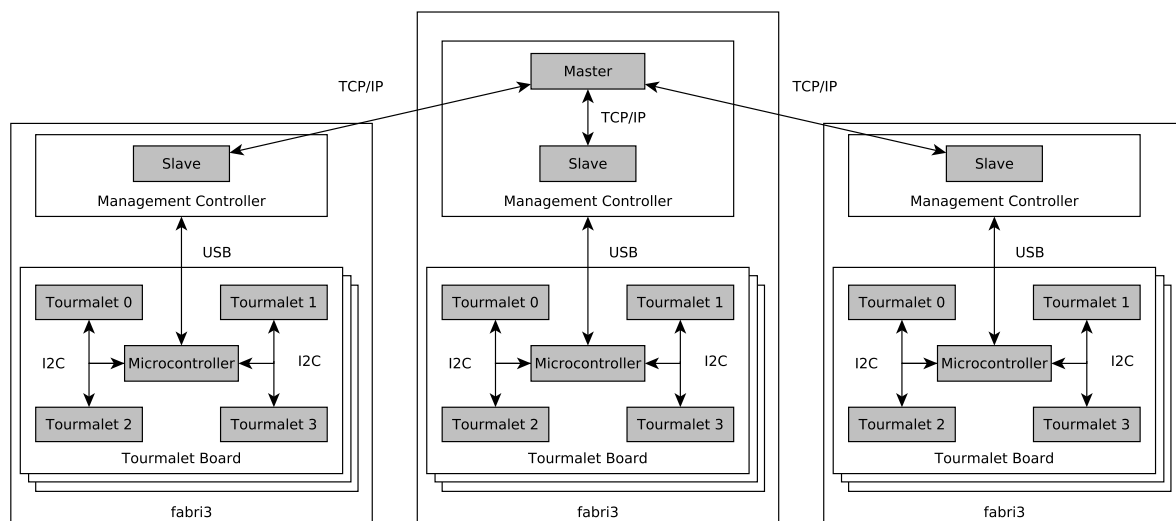 Master
TCP/IP
TCP/IP
TCP/IP
Slave
Management Controller
Slave
Management Controller
Slave
Management Controller
USB
USB
USB
Tourmalet 0
Tourmalet 1
I2C
Microcontroller
I2C
Tourmalet 2
Tourmalet 3
Tourmalet Board
fabri3
Tourmalet 0
Tourmalet 1
I2C
Microcontroller
I2C
Tourmalet 2
Tourmalet 3
Tourmalet Board
fabri3
Tourmalet 0
Tourmalet 1
I2C
Microcontroller
I2C
Tourmalet 2
Tourmalet 3
Tourmalet Board
fabri3